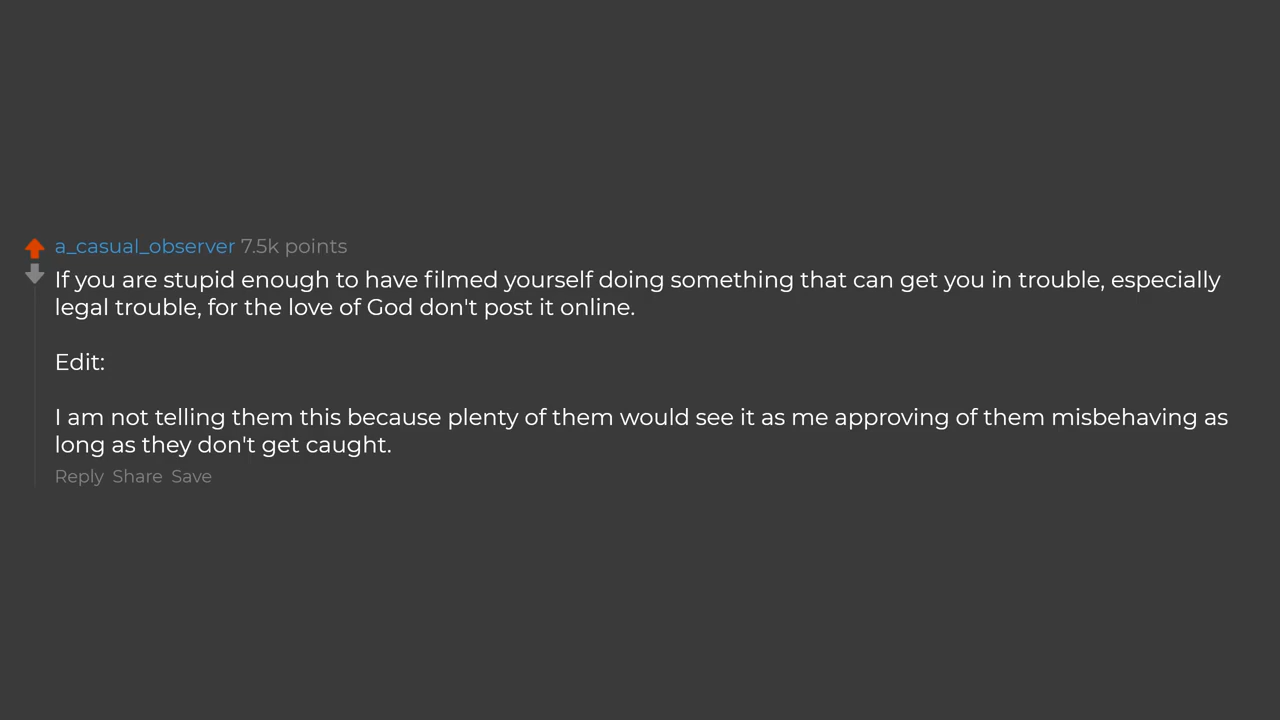 a_casual_observer 7.5k points
If you are stupid enough to have filmed yourself doing something that can get you in trouble, especially
legal trouble, for the love of God don't post it online.
Edit:
I am not telling them this because plenty of them would see it as me approving of them misbehaving as
long as they don't get caught.
Reply Share Save